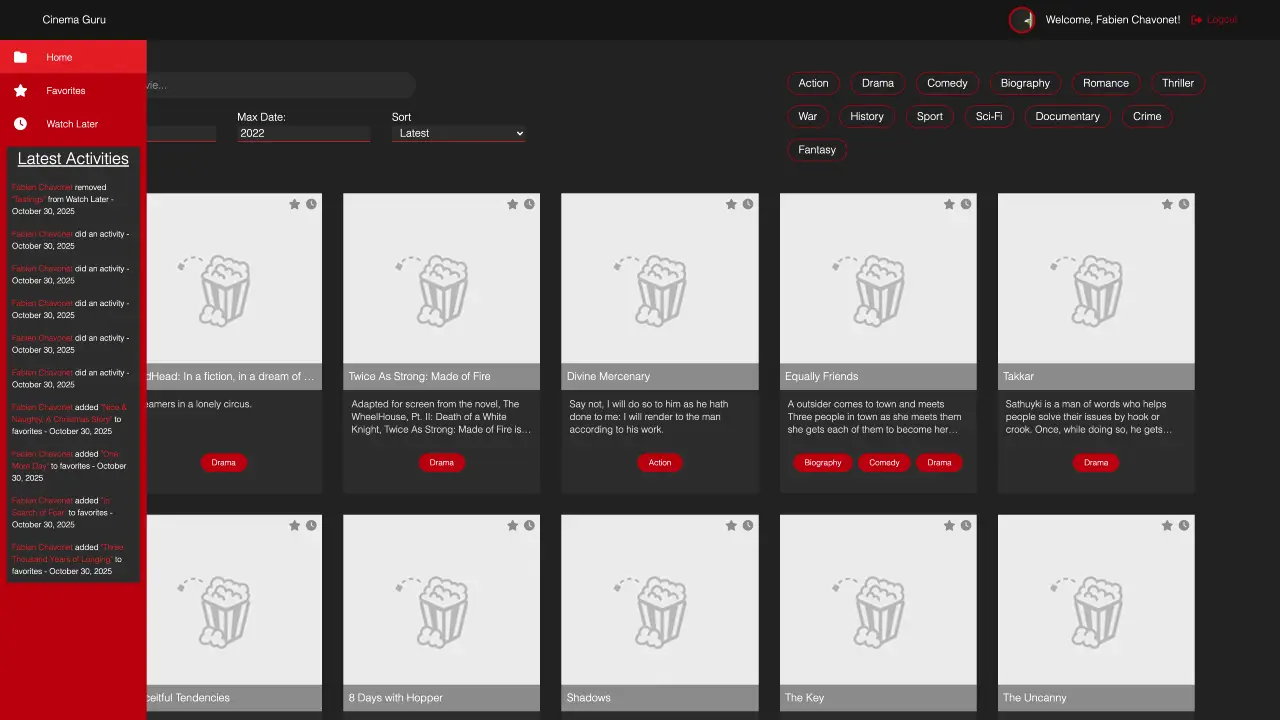 Cinema Guru
Welcome, Fabien Chavonet!
Logout
Home
Favorites
Watch Later
Latest Activities
Fabien Chavonet removed
"Tastings" from Watch Later -
October 30, 2025
Fabien Chavonet did an activity -
October 30, 2025
Fabien Chavonet did an activity -
October 30, 2025
Fabien Chavonet did an activity -
October 30, 2025
Fabien Chavonet did an activity -
October 30, 2025
Fabien Chavonet did an activity -
October 30, 2025
Fabien Chavonet added "Nice &
Naughty, A Christmas Story" to
favorites - October 30, 2025
Fabien Chavonet added "One
More Day" to favorites - October
30, 2025
Fabien Chavonet added "In
Search of Fear" to favorites -
October 30, 2025
Fabien Chavonet added "Three
Thousand Years of Longing" to
favorites - October 30, 2025
vie...
Max Date:
2022
Sort
Latest
Action Drama Comedy Biography Romance Thriller
War History Sport Sci-Fi Documentary Crime
Fantasy
dHead: In a fiction, in a dream of ...
eamers in a lonely circus.
Drama
Twice As Strong: Made of Fire
Adapted for screen from the novel, The
WheelHouse, Pt. II: Death of a White
Knight, Twice As Strong: Made of Fire is...
Drama
Divine Mercenary
Say not, I will do so to him as he hath
done to me: I will render to the man
according to his work.
Action
Equally Friends
A outsider comes to town and meets
Three people in town as she meets them
she gets each of them to become her...
Biography Comedy Drama
Takkar
Sathuyki is a man of words who helps
people solve their issues by hook or
crook. Once, while doing so, he gets...
Drama
ceitful Tendencies
8 Days with Hopper
Shadows
The Key
The Uncanny